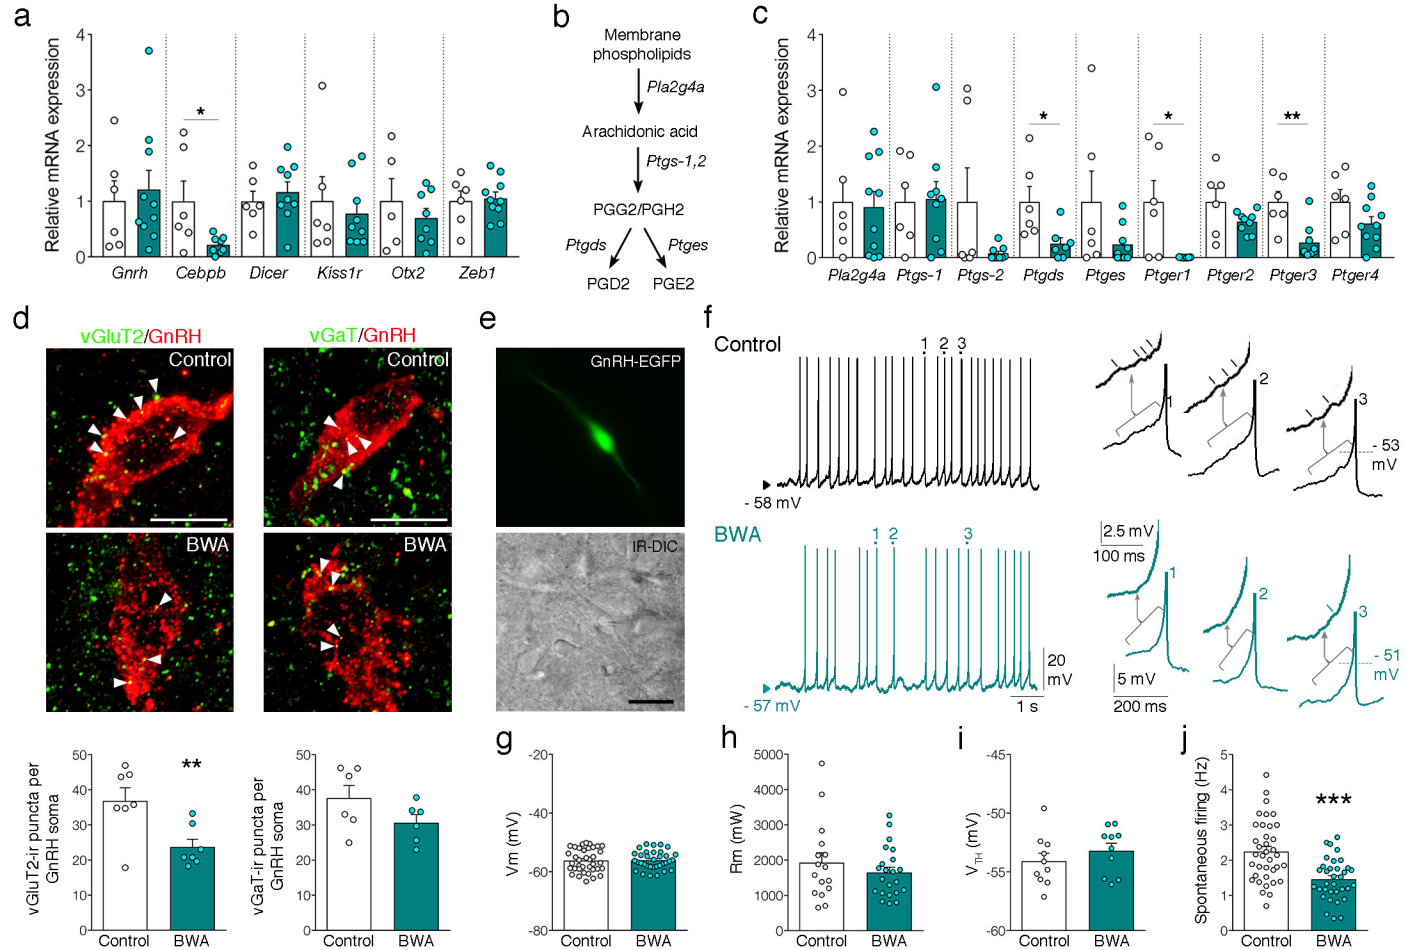 a
Relative mRNA expression
4
3
2
1
0
*
Gnrh Cebpb Dicer Kiss1r Otx2 Zeb1
b
Membrane
phospholipids
Pla2g4a
Arachidonic acid
Ptgs-1,2
PGG2/PGH2
Ptgds Ptges
PGD2 PGE2
c
Relative mRNA expression
4
3
2
1
0
* * **
Pla2g4a Ptgs-1 Ptgs-2 Ptgds Ptges Ptger1 Ptger2 Ptger3 Ptger4
d
vGluT2/GnRH
Control
BWA
vGaT/GnRH
Control
BWA
vGluT2-ir puncta per
GnRH soma
50
40
30
20
10
0
**
Control BWA
vGaT-ir puncta per
GnRH soma
50
40
30
20
10
0
Control BWA
e
GnRH-EGFP
IR-DIC
f
Control
1 2 3
- 58 mV
1
2
3
- 53
mV
BWA
1 2 3
- 57 mV
20
mV
1 s
2.5 mV
100 ms
1
2
3
- 51
mV
5 mV
200 ms
g
Vm (mV)
-20
-40
-60
-80
Control BWA
h
Rm (mW)
5000
4000
3000
2000
1000
0
Control BWA
i
VTH (mV)
-45
-50
-55
-60
Control BWA
j
Spontaneous firing (Hz)
5
4
3
2
1
0
***
Control BWA